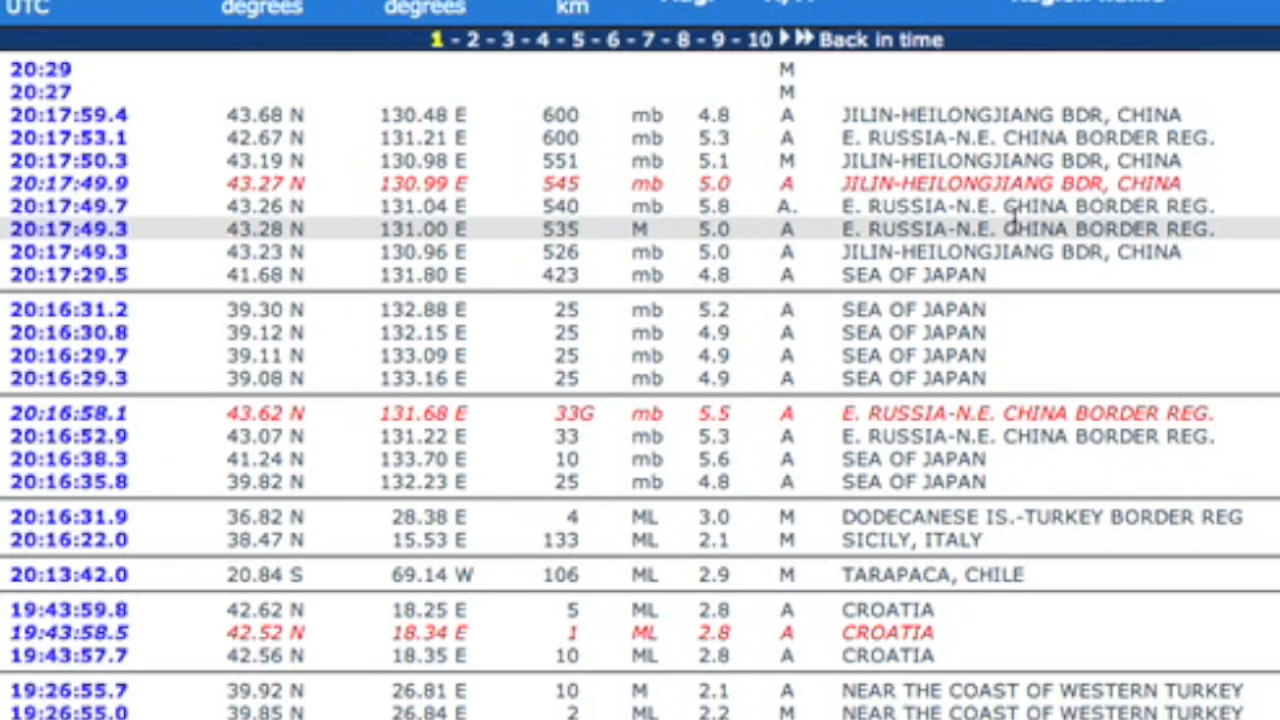 UTC degrees degrees km
1 - 2 - 3 - 4 - 5 - 6 - 7 - 8 - 9 - 10 Back in time
20:29 M
20:27 M
20:17:59.4 43.68 N 130.48 E 600 mb 4.8 A JILIN-HEILONGJIANG BDR, CHINA
20:17:53.1 42.67 N 131.21 E 600 mb 5.3 A E. RUSSIA-N.E. CHINA BORDER REG.
20:17:50.3 43.19 N 130.98 E 551 mb 5.1 M JILIN-HEILONGJIANG BDR, CHINA
20:17:49.9 43.27 N 130.99 E 545 mb 5.0 A JILIN-HEILONGJIANG BDR, CHINA
20:17:49.7 43.26 N 131.04 E 540 mb 5.8 A. E. RUSSIA-N.E. CHINA BORDER REG.
20:17:49.3 43.28 N 131.00 E 535 M 5.0 A E. RUSSIA-N.E. CHINA BORDER REG.
20:17:49.3 43.23 N 130.96 E 526 mb 5.0 A JILIN-HEILONGJIANG BDR, CHINA
20:17:29.5 41.68 N 131.80 E 423 mb 4.8 A SEA OF JAPAN
20:16:31.2 39.30 N 132.88 E 25 mb 5.2 A SEA OF JAPAN
20:16:30.8 39.12 N 132.15 E 25 mb 4.9 A SEA OF JAPAN
20:16:29.7 39.11 N 133.09 E 25 mb 4.9 A SEA OF JAPAN
20:16:29.3 39.08 N 133.16 E 25 mb 4.9 A SEA OF JAPAN
20:16:58.1 43.62 N 131.68 E 33G mb 5.5 A E. RUSSIA-N.E. CHINA BORDER REG.
20:16:52.9 43.07 N 131.22 E 33 mb 5.3 A E. RUSSIA-N.E. CHINA BORDER REG.
20:16:38.3 41.24 N 133.70 E 10 mb 5.6 A SEA OF JAPAN
20:16:35.8 39.82 N 132.23 E 25 mb 4.8 A SEA OF JAPAN
20:16:31.9 36.82 N 28.38 E 4 ML 3.0 M DODECANESE IS.-TURKEY BORDER REG
20:16:22.0 38.47 N 15.53 E 133 ML 2.1 M SICILY, ITALY
20:13:42.0 20.84 S 69.14 W 106 ML 2.9 M TARAPACA, CHILE
19:43:59.8 42.62 N 18.25 E 5 ML 2.8 A CROATIA
19:43:58.5 42.52 N 18.34 E 1 ML 2.8 A CROATIA
19:43:57.7 42.56 N 18.35 E 10 ML 2.8 A CROATIA
19:26:55.7 39.92 N 26.81 E 10 M 2.1 A NEAR THE COAST OF WESTERN TURKEY
19:26:55.0 39.85 N 26.84 E 2 ML 2.2 M NEAR THE COAST OF WESTERN TURKEY